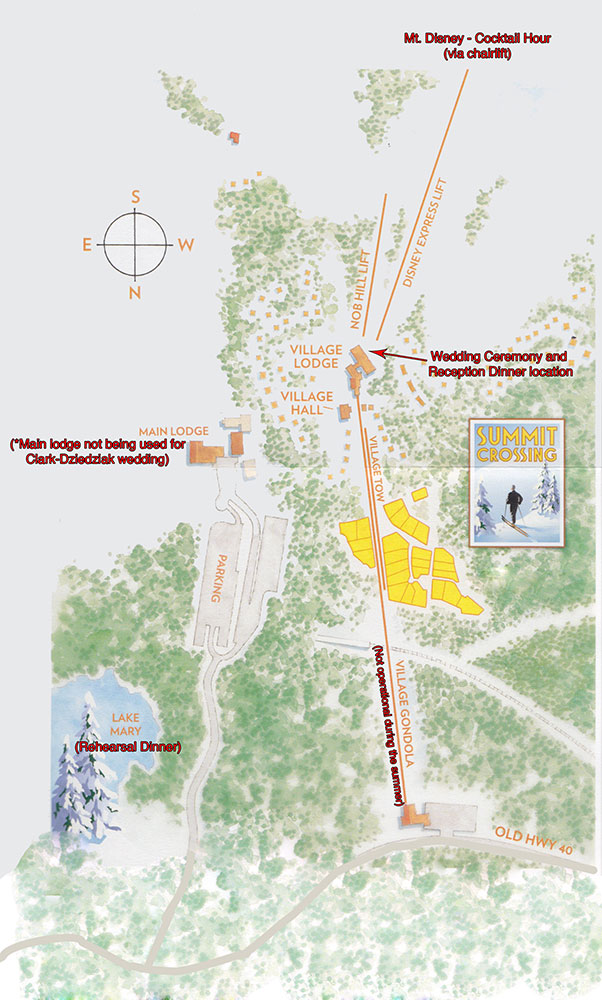 Mt. Disney - Cocktail Hour
(via chairlift)
S
E
W
N
NOB HILL LIFT
DISNEY EXPRESS LIFT
VILLAGE
LODGE
Wedding Ceremony and
Reception Dinner location
VILLAGE
HALL
MAIN LODGE
(*Main lodge not being used for
Clark-Dziedziak wedding)
SUMMIT
CROSSING
VILLAGE TOW
PARKING
LAKE
MARY
(Rehearsal Dinner)
(Not operational during the summer)
VILLAGE GONDOLA
OLD HWY 40